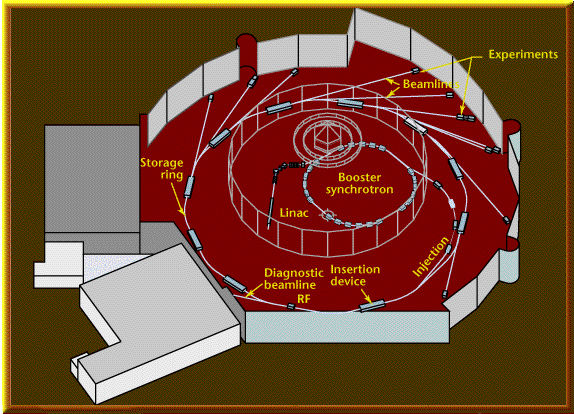 Experiments
Beamlines
Storage
ring
Booster
synchrotron
Linac
Injection
Diagnostic
beamline
RF
Insertion
device